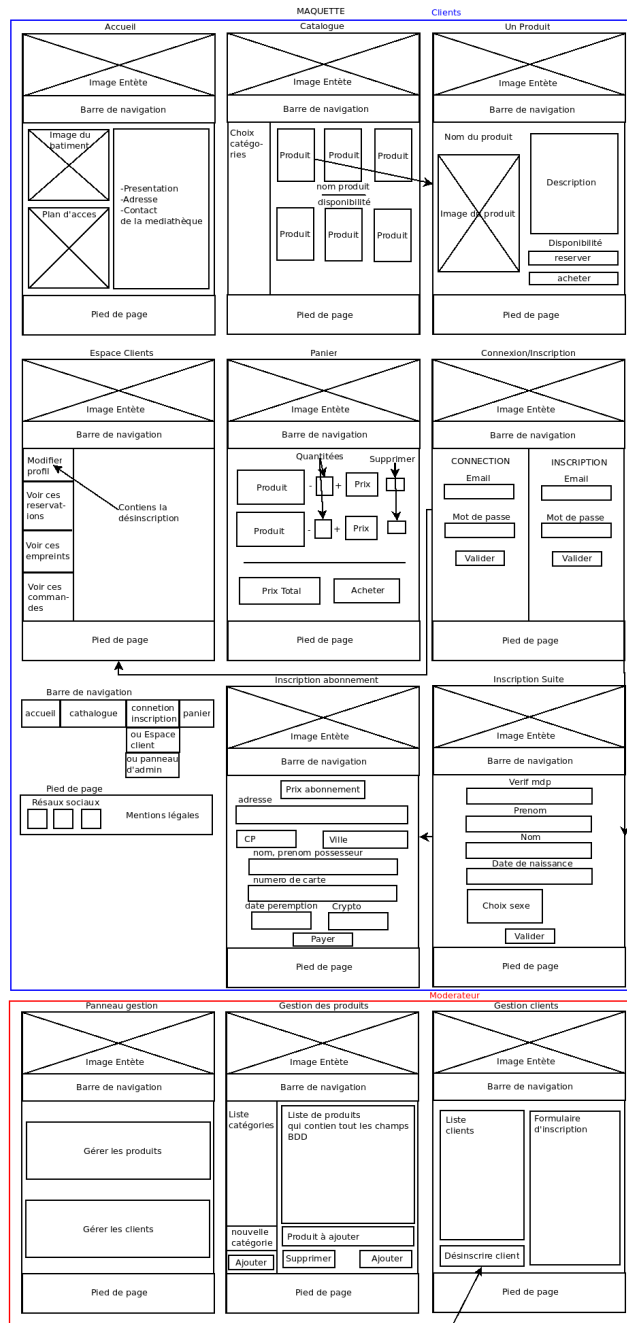 MAQUETTE
Clients
Accueil
Image Entète
Barre de navigation
Image du
batiment
Plan d'acces
-Presentation
-Adresse
-Contact
de la mediathèque
Pied de page
Catalogue
Image Entète
Barre de navigation
Choix
catégo-
ries
Produit
Produit
Produit
nom produit
disponibilité
Produit
Produit
Produit
Pied de page
Un Produit
Image Entète
Barre de navigation
Nom du produit
Image du produit
Description
Disponibilité
reserver
acheter
Pied de page
Espace Clients
Image Entète
Barre de navigation
Modifier
profil
Voir ces
reservat-
ions
Voir ces
empreints
Voir ces
comman-
des
Contiens la
désinscription
Pied de page
Panier
Image Entète
Barre de navigation
Quantitées
Supprimer
Produit - + Prix
Produit - + Prix
Prix Total
Acheter
Pied de page
Connexion/Inscription
Image Entète
Barre de navigation
CONNECTION
Email
Mot de passe
Valider
INSCRIPTION
Email
Mot de passe
Valider
Pied de page
Barre de navigation
accueil
cathalogue
connetion
inscription
panier
ou Espace
client
ou panneau
d'admin
Pied de page
Résaux sociaux
Mentions légales
Inscription abonnement
Image Entète
Barre de navigation
Prix abonnement
adresse
CP
Ville
nom, prenom possesseur
numero de carte
date peremption
Crypto
Payer
Pied de page
Inscription Suite
Image Entète
Barre de navigation
Verif mdp
Prenom
Nom
Date de naissance
Choix sexe
Valider
Pied de page
Moderateur
Panneau gestion
Image Entète
Barre de navigation
Gérer les produits
Gérer les clients
Pied de page
Gestion des produits
Image Entète
Barre de navigation
Liste
catégories
nouvelle
catégorie
Ajouter
Liste de produits
qui contien tout les champs
BDD
Produit à ajouter
Supprimer
Ajouter
Pied de page
Gestion clients
Image Entète
Barre de navigation
Liste
clients
Désinscrire client
Formulaire
d'inscription
Pied de page